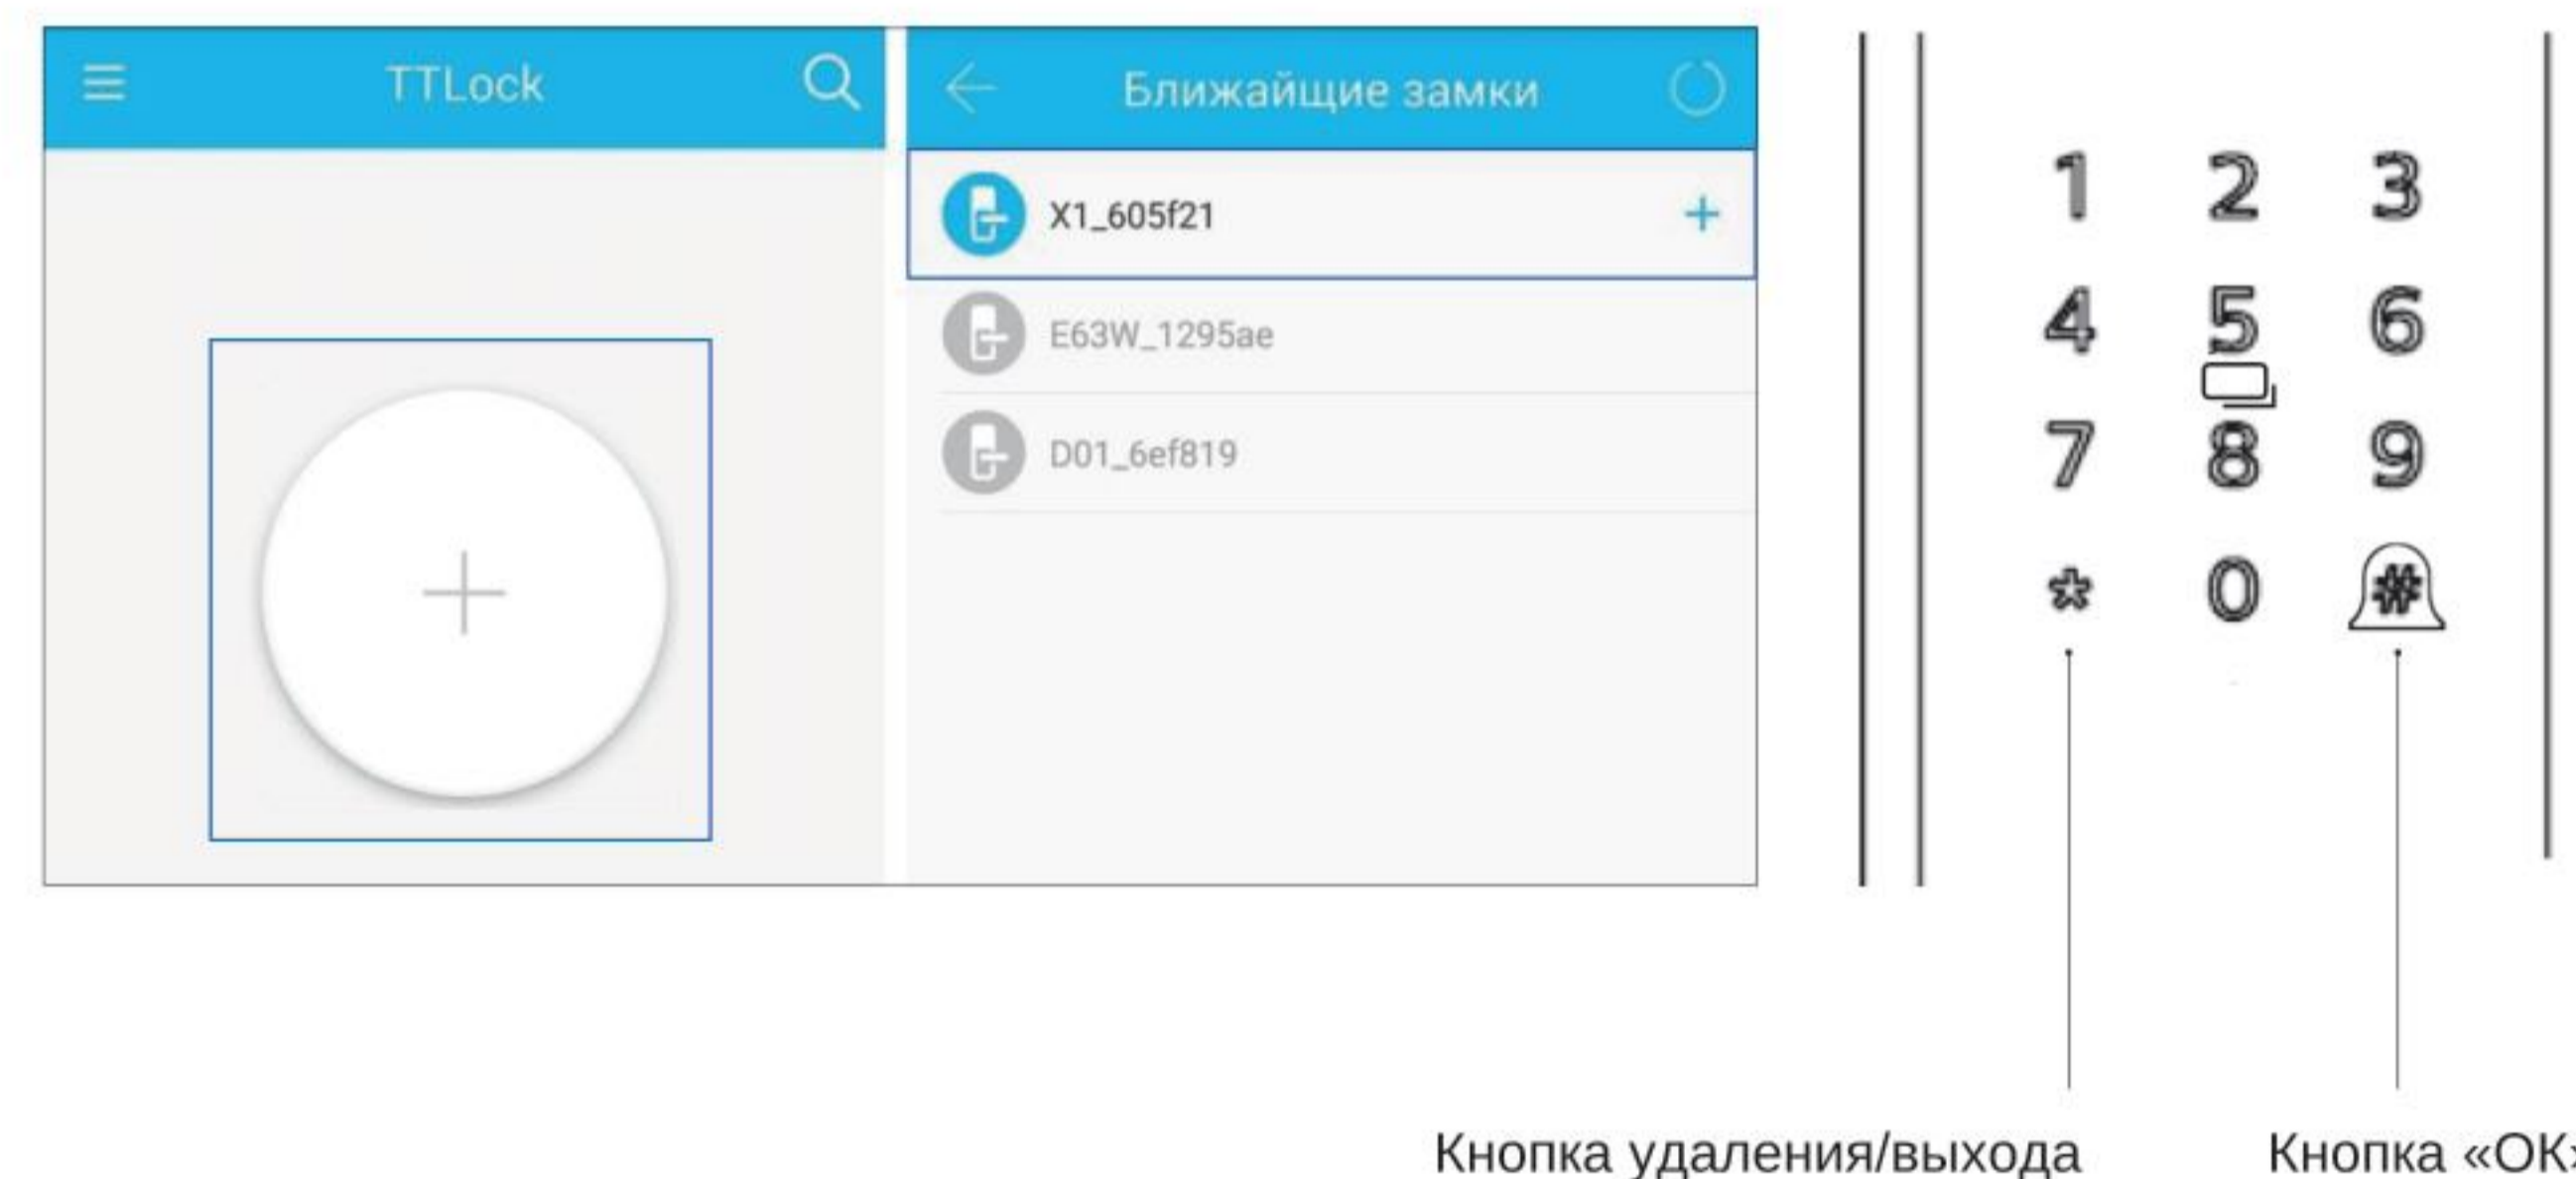 TTLock
Ближайщие замки
X1_605f21
E63W_1295ae
D01_6ef819
1 2 3
4 5 6
7 8 9
* 0 #
Кнопка удаления/выхода
Кнопка «ОК»